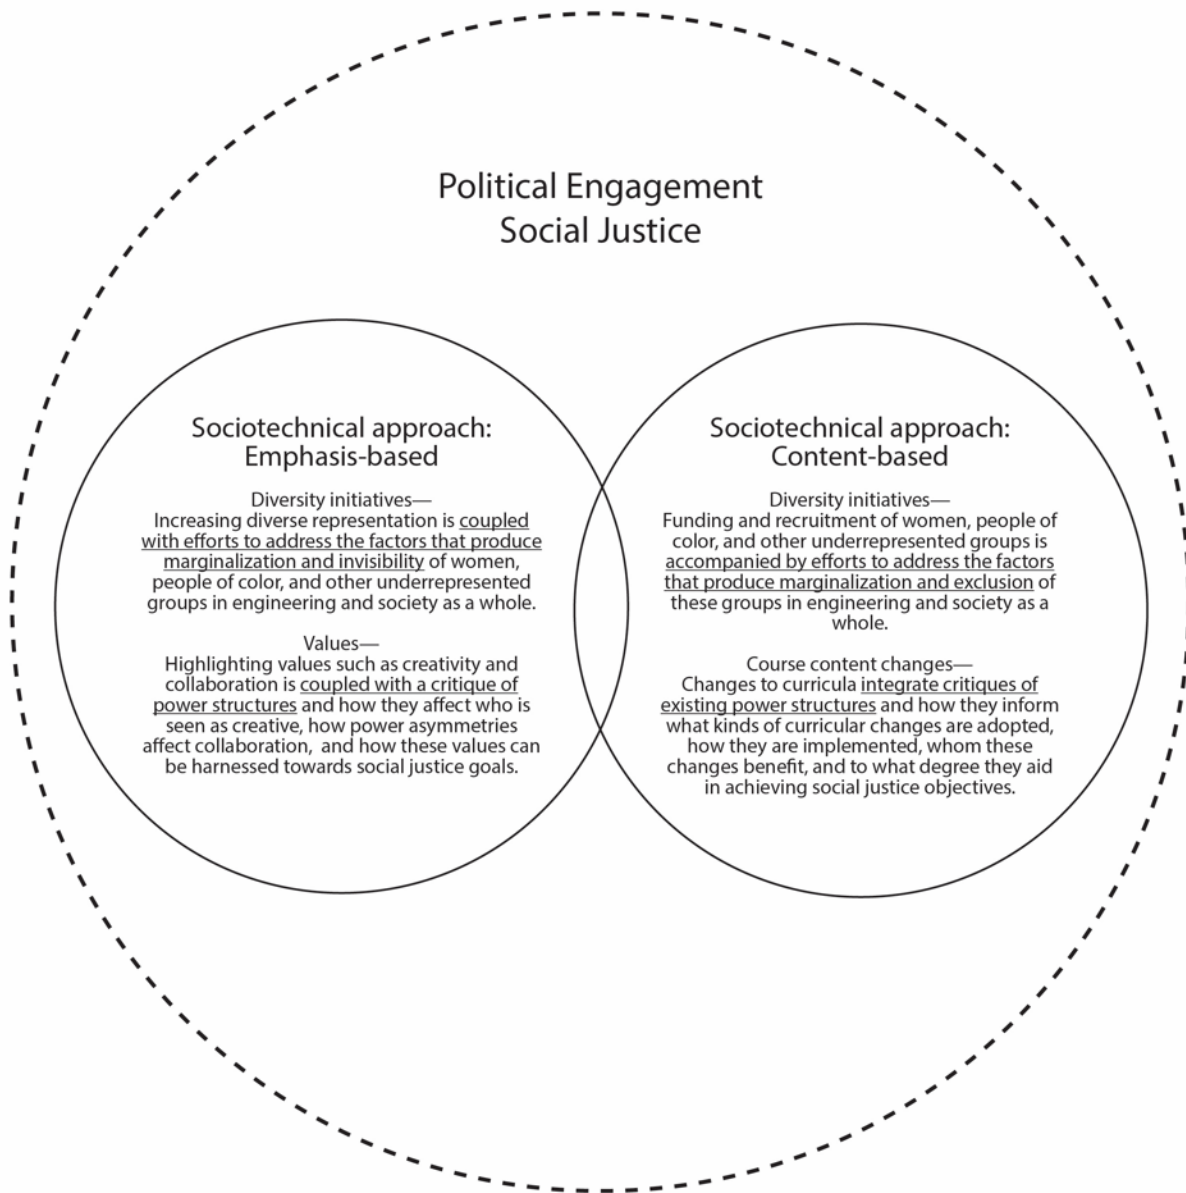 Political Engagement
Social Justice
Sociotechnical approach:
Emphasis-based
Diversity initiatives—
Increasing diverse representation is coupled
with efforts to address the factors that produce
marginalization and invisibility of women,
people of color, and other underrepresented
groups in engineering and society as a whole.
Values—
Highlighting values such as creativity and
collaboration is coupled with a critique of
power structures and how they affect who is
seen as creative, how power asymmetries
affect collaboration, and how these values can
be harnessed towards social justice goals.
Sociotechnical approach:
Content-based
Diversity initiatives—
Funding and recruitment of women, people of
color, and other underrepresented groups is
accompanied by efforts to address the factors
that produce marginalization and exclusion of
these groups in engineering and society as a
whole.
Course content changes—
Changes to curricula integrate critiques of
existing power structures and how they inform
what kinds of curricular changes are adopted,
how they are implemented, whom these
changes benefit, and to what degree they aid
in achieving social justice objectives.